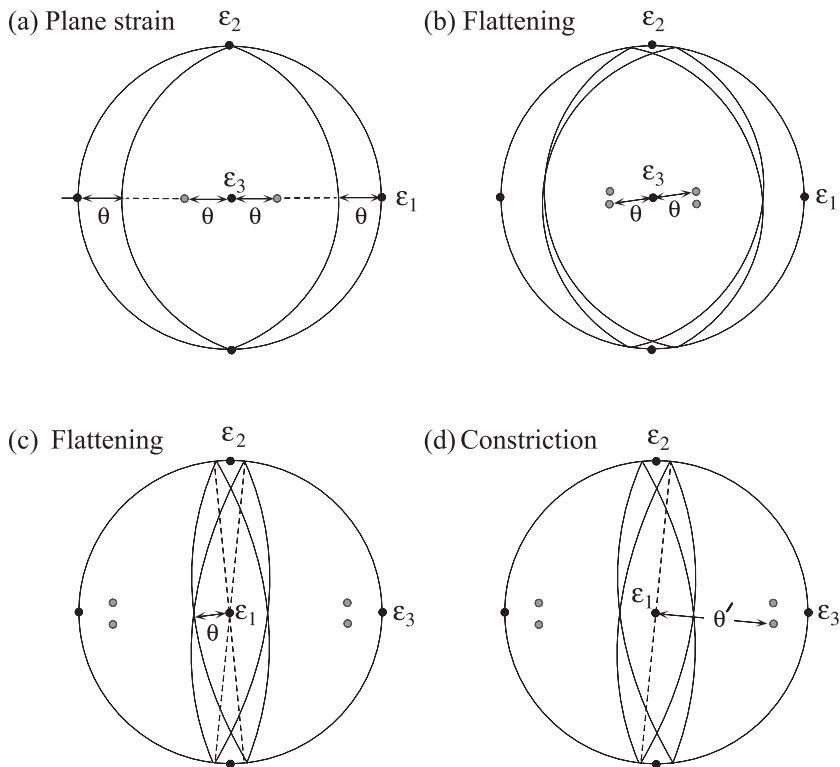 (a) Plane strain
ε2
ε3
ε1
θ
θ
θ
θ
(b) Flattening
ε2
ε3
ε1
θ
θ
(c) Flattening
ε2
ε1
ε3
θ
(d) Constriction
ε2
ε1
ε3
θ′